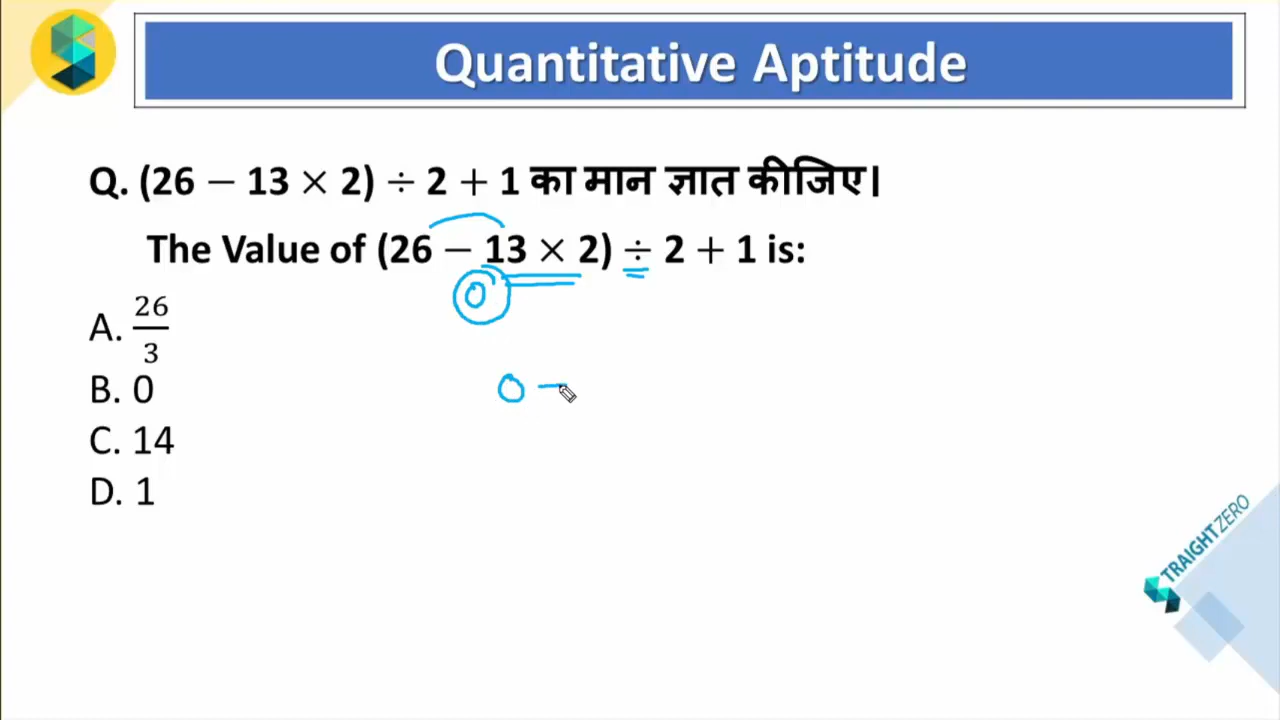 Quantitative Aptitude
Q. (26 − 13 × 2) ÷ 2 + 1 का मान ज्ञात कीजिए।
The Value of (26 − 13 × 2) ÷ 2 + 1 is:
0
A. 26/3
B. 0
0 −
C. 14
D. 1
TRAIGHTZERO